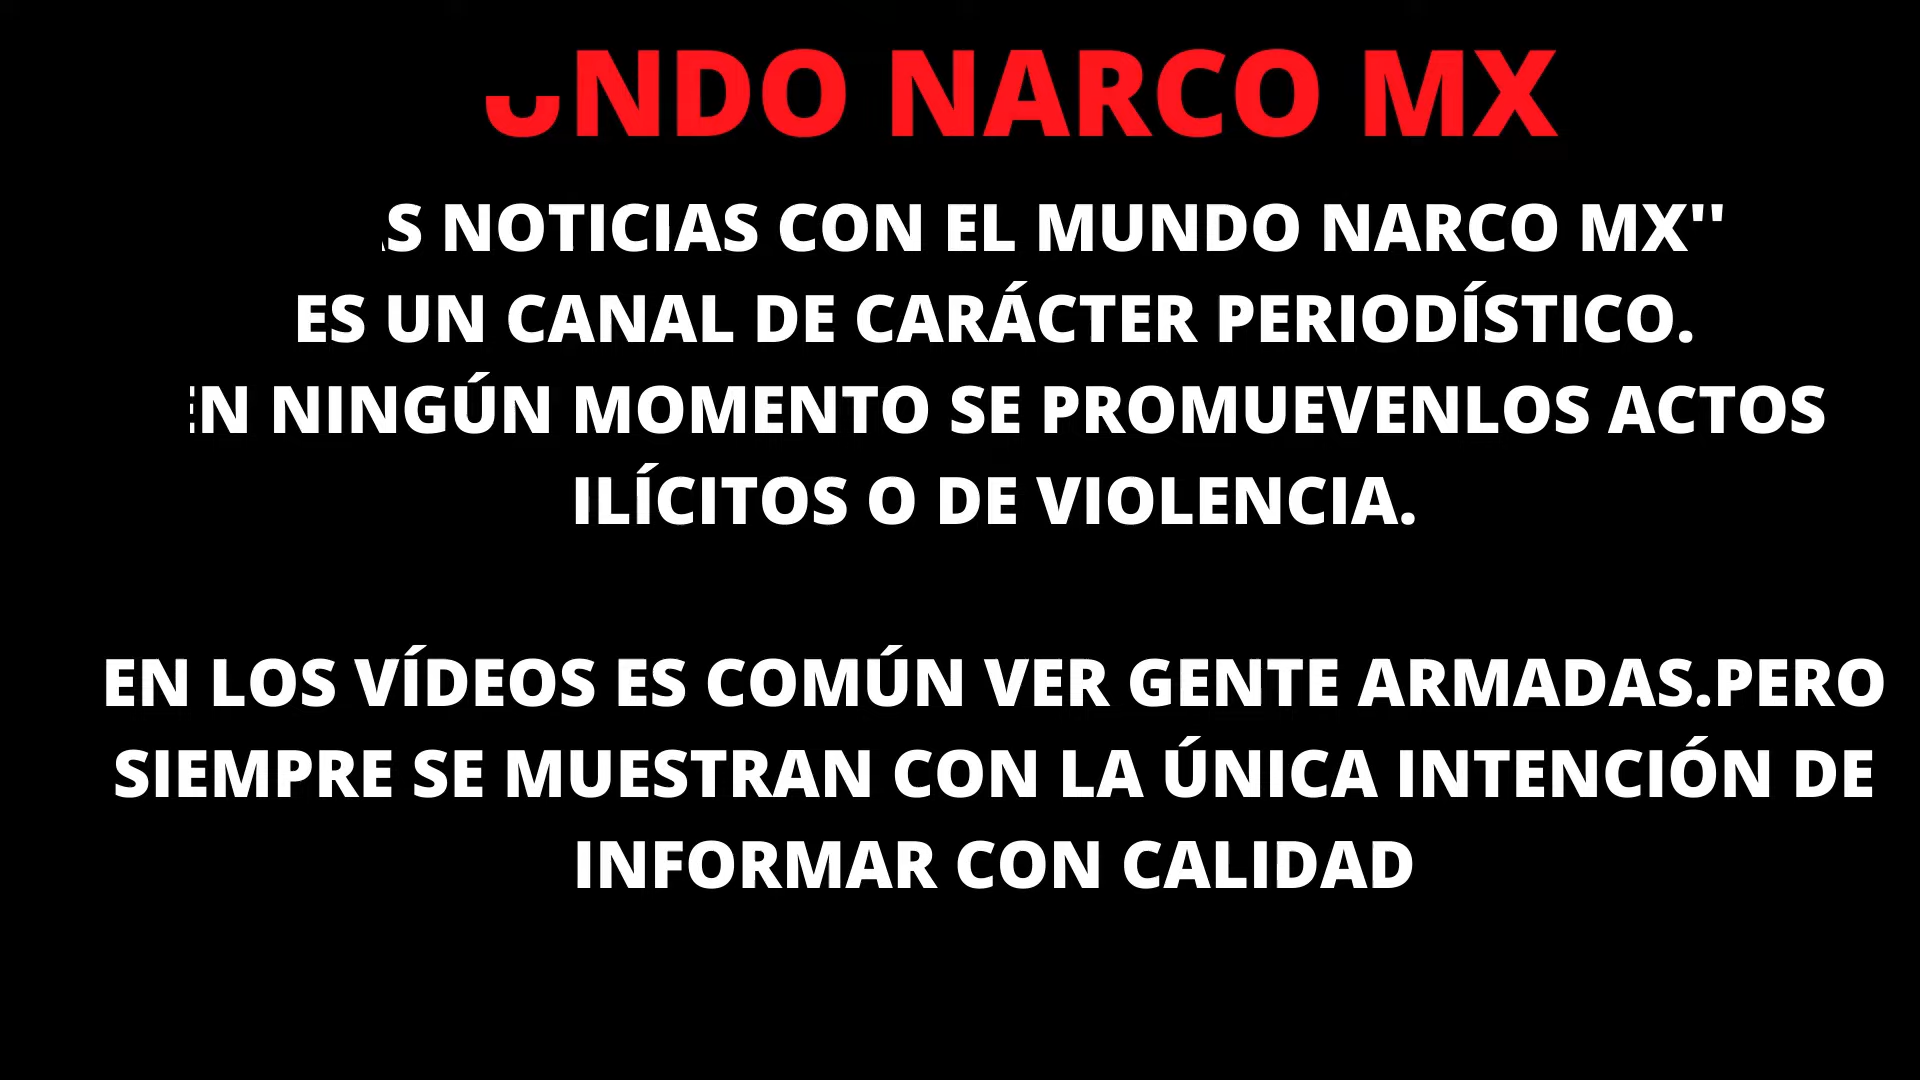 NDO NARCO MX
S NOTICIAS CON EL MUNDO NARCO MX"
ES UN CANAL DE CARÁCTER PERIODÍSTICO.
EN NINGÚN MOMENTO SE PROMUEVENLOS ACTOS
ILÍCITOS O DE VIOLENCIA.
EN LOS VÍDEOS ES COMÚN VER GENTE ARMADAS.PERO
SIEMPRE SE MUESTRAN CON LA ÚNICA INTENCIÓN DE
INFORMAR CON CALIDAD